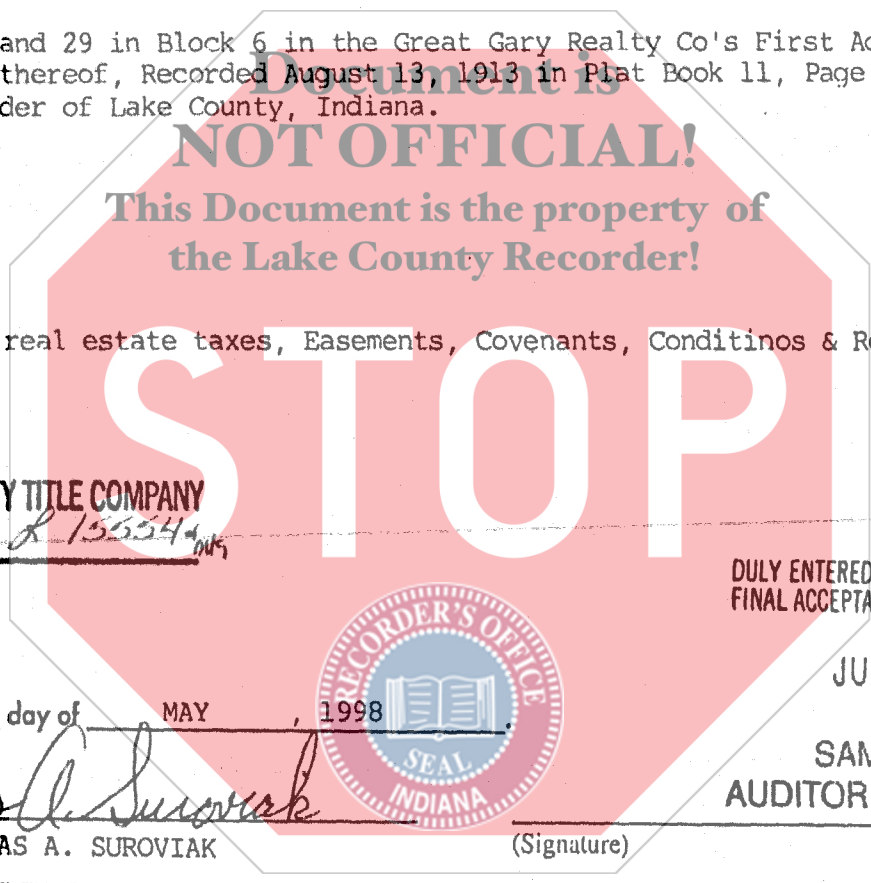 and 29 in Block 6 in the Great Gary Realty Co's First Ad
thereof, Recorded August 13, 1913 in Plat Book 11, Page
der of Lake County, Indiana.
Document is
NOT OFFICIAL!
This Document is the property of
the Lake County Recorder!
real estate taxes, Easements, Covenants, Conditinos & Re
STOP
Y TITLE COMPANY
DULY ENTERED
FINAL ACCEPTA
JU
day of MAY, 1998.
RECORDER'S OFFICE
SEAL
INDIANA
SAM
AUDITOR
A. Suroviak
AS A. SUROVIAK
(Signature)